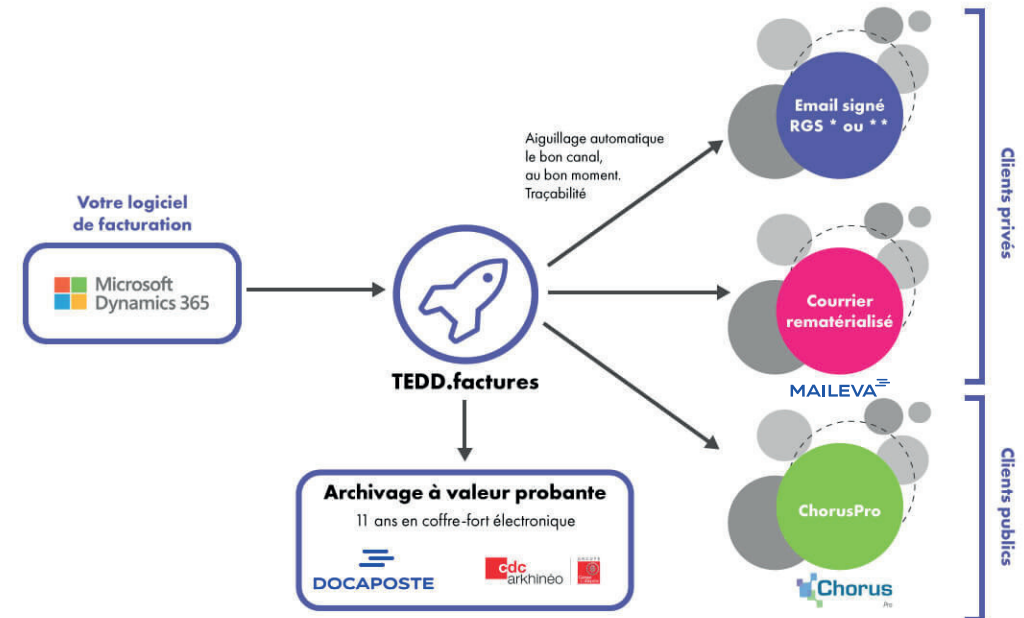 Votre logiciel
de facturation
Microsoft
Dynamics 365
TEDD.factures
Aiguillage automatique
le bon canal,
au bon moment.
Traçabilité
Email signé
RGS * ou **
Courrier
rematérialisé
MAILEVA
Clients privés
ChorusPro
Chorus
Pro
Clients publics
Archivage à valeur probante
11 ans en coffre-fort électronique
DOCAPOSTE
cdc
arkhinéo